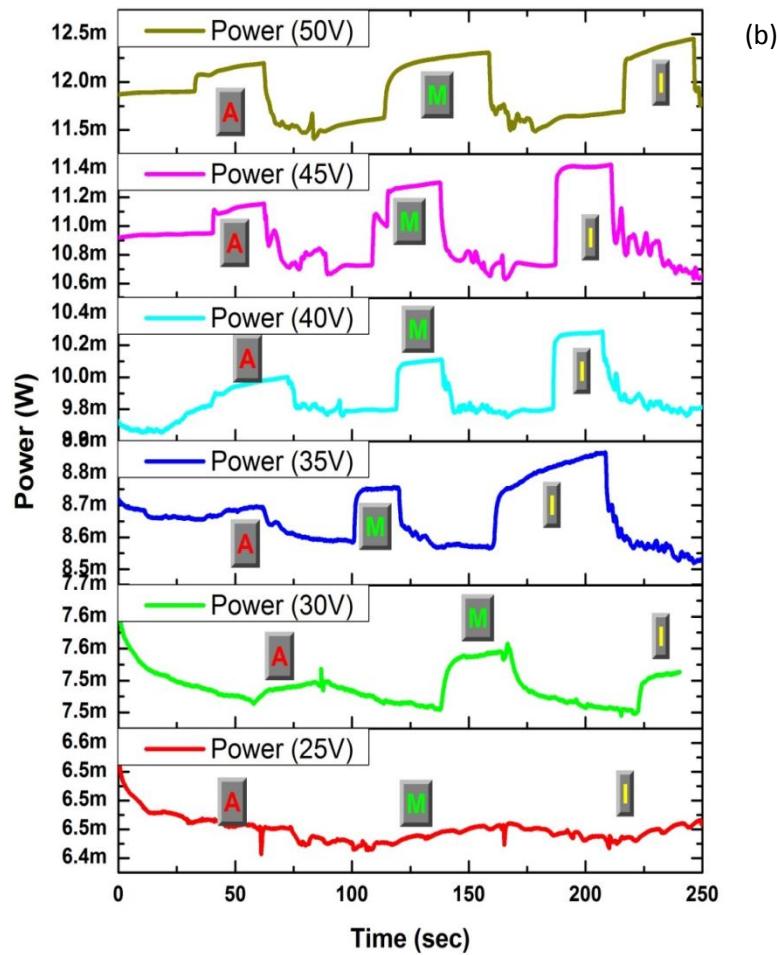 (b)
Power (50V)
12.5m
12.0m
11.5m
A
M
I
Power (45V)
11.4m
11.2m
11.0m
10.8m
10.6m
A
M
I
Power (40V)
10.4m
10.2m
10.0m
9.8m
A
M
I
Power (35V)
8.8m
8.7m
8.6m
8.5m
A
M
I
Power (30V)
7.7m
7.6m
7.6m
7.5m
7.5m
A
M
I
Power (25V)
6.6m
6.5m
6.5m
6.5m
6.4m
A
M
I
0 50 100 150 200 250
Time (sec)
Power (W)